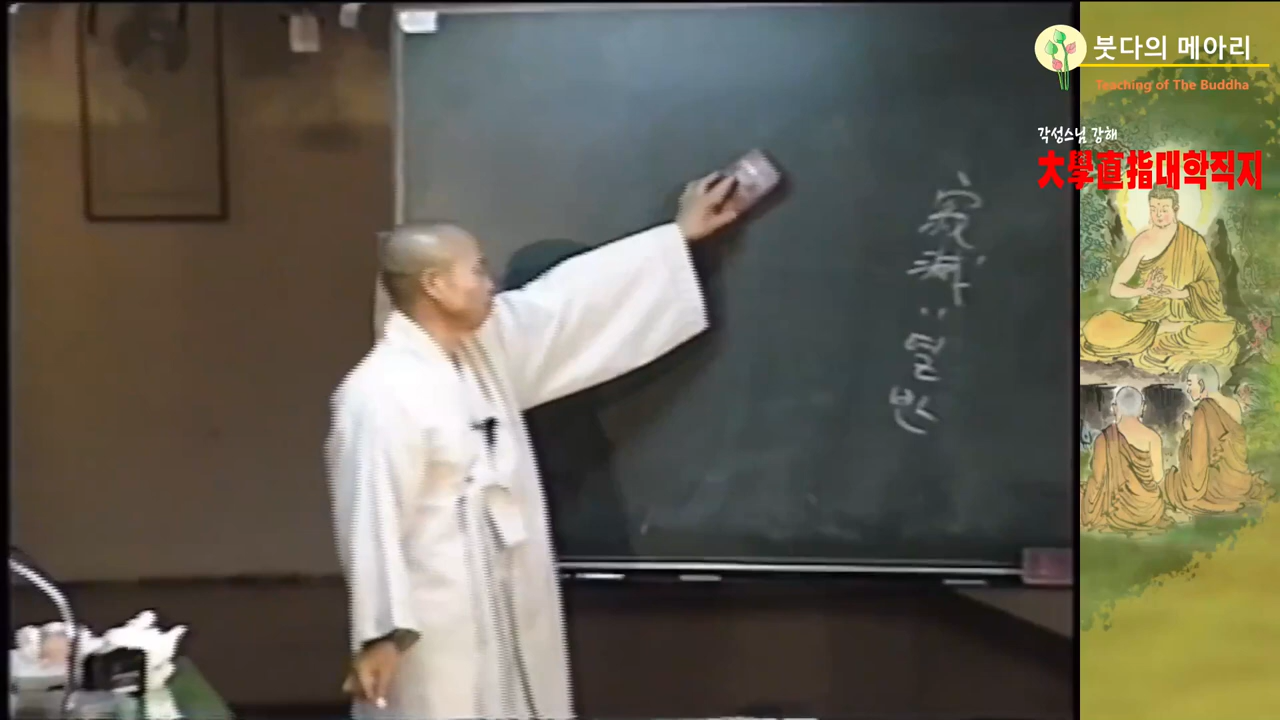 붓다의 메아리
Teaching of The Buddha
각성스님 강해
大學直指대학직지
寂滅 : 열반